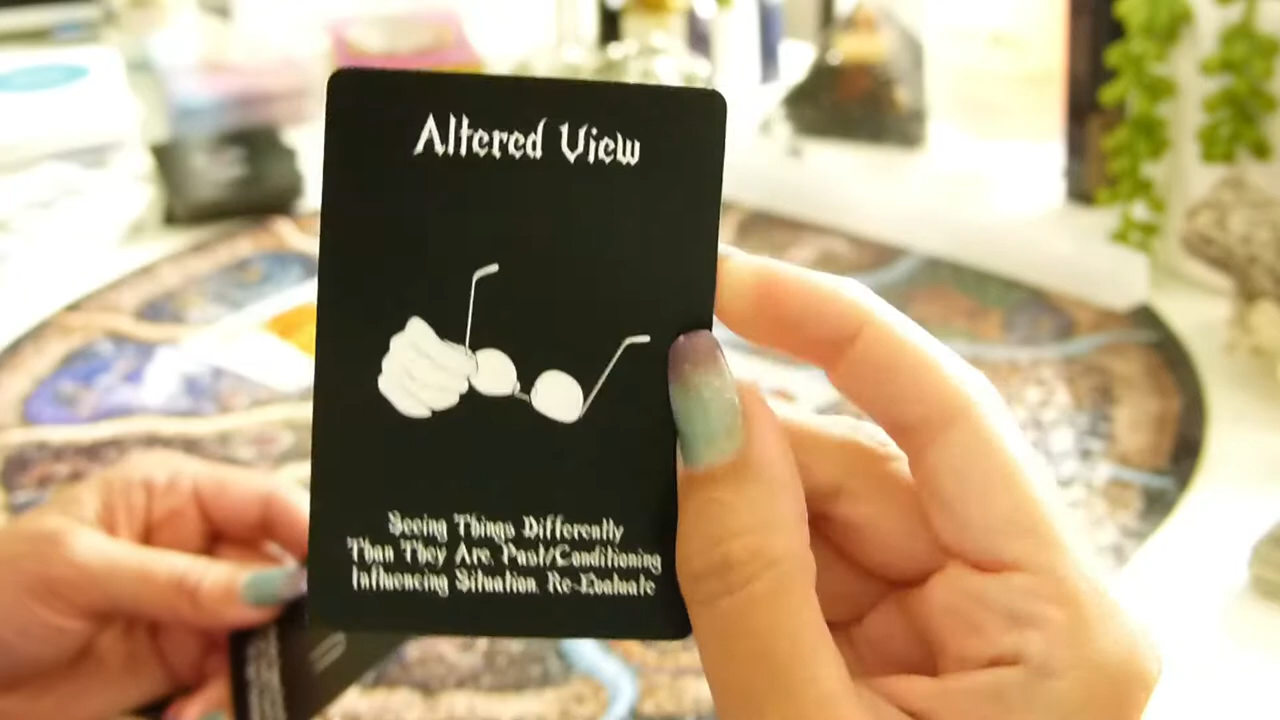 Altered View
Seeing Things Differently
Than They Are, Past/Conditioning
Influencing Situation, Re-Evaluate